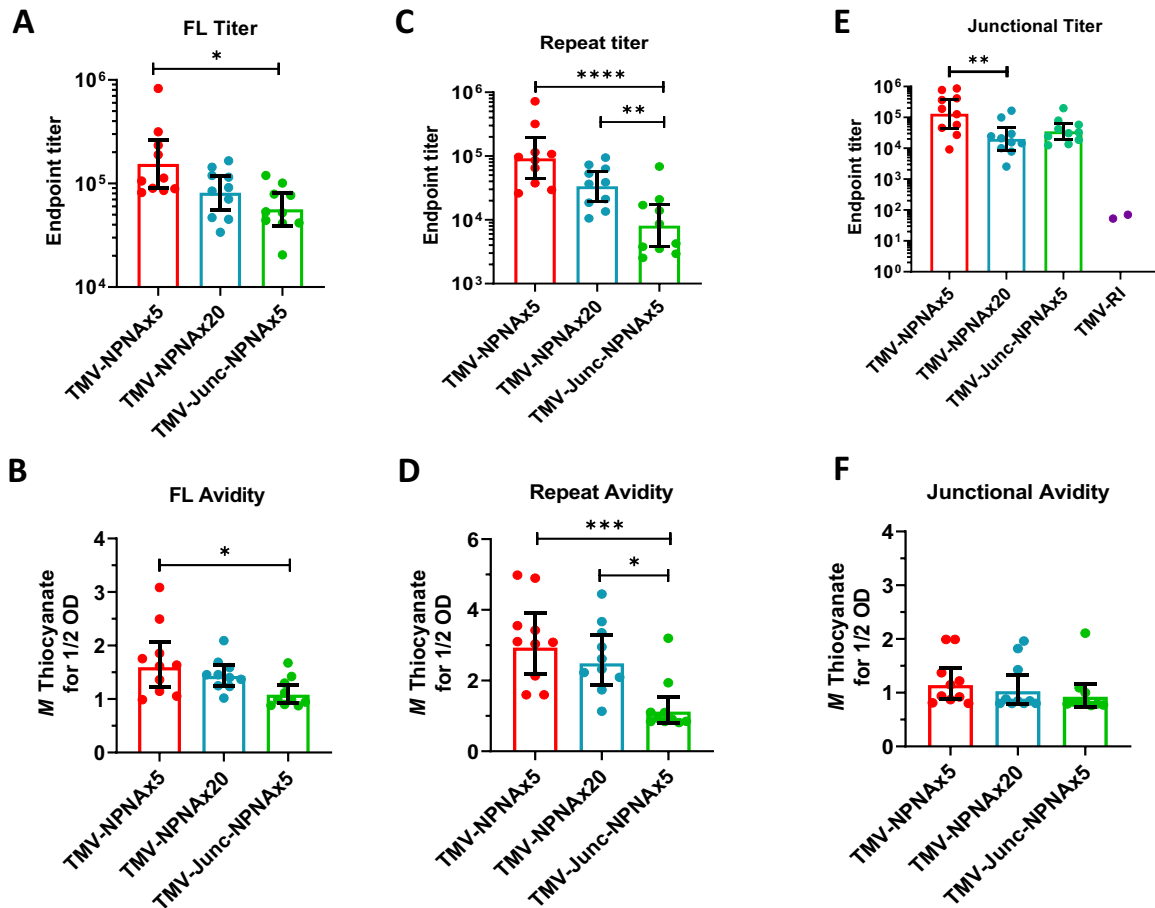 A
FL Titer
*
10⁶
10⁵
10⁴
Endpoint titer
TMV-NPNAx5
TMV-NPNAx20
TMV-Junc-NPNAx5
C
Repeat titer
****
**
10⁶
10⁵
10⁴
10³
Endpoint titer
TMV-NPNAx5
TMV-NPNAx20
TMV-Junc-NPNAx5
E
Junctional Titer
**
10⁶
10⁵
10⁴
10³
10²
10¹
10⁰
Endpoint titer
TMV-NPNAx5
TMV-NPNAx20
TMV-Junc-NPNAx5
TMV-RI
B
FL Avidity
*
4
3
2
1
0
M Thiocyanate
for 1/2 OD
TMV-NPNAx5
TMV-NPNAx20
TMV-Junc-NPNAx5
D
Repeat Avidity
***
*
6
4
2
0
M Thiocyanate
for 1/2 OD
TMV-NPNAx5
TMV-NPNAx20
TMV-Junc-NPNAx5
F
Junctional Avidity
4
3
2
1
0
M Thiocyanate
for 1/2 OD
TMV-NPNAx5
TMV-NPNAx20
TMV-Junc-NPNAx5